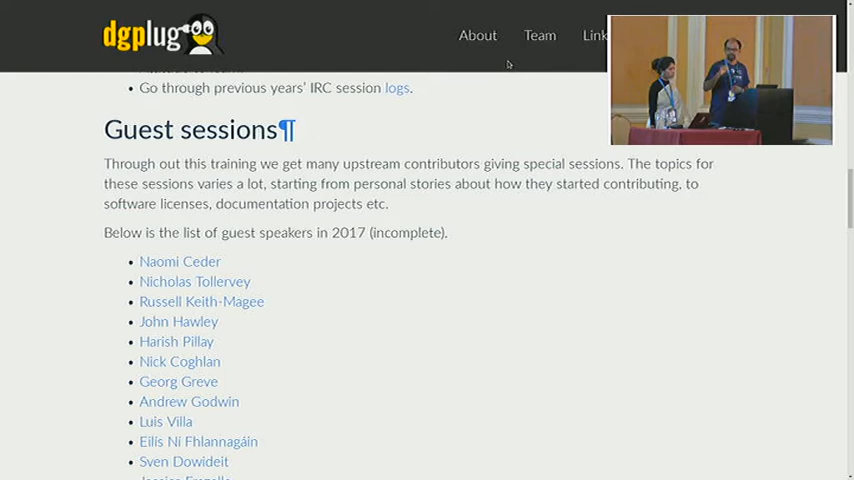 dgplug
About Team Lin
• Go through previous years' IRC session logs.
Guest sessions¶
Through out this training we get many upstream contributors giving special sessions. The topics for
these sessions varies a lot, starting from personal stories about how they started contributing, to
software licenses, documentation projects etc.
Below is the list of guest speakers in 2017 (incomplete).
• Naomi Ceder
• Nicholas Tollervey
• Russell Keith-Magee
• John Hawley
• Harish Pillay
• Nick Coghlan
• Georg Greve
• Andrew Godwin
• Luis Villa
• Eilís Ní Fhlannagáin
• Sven Dowideit